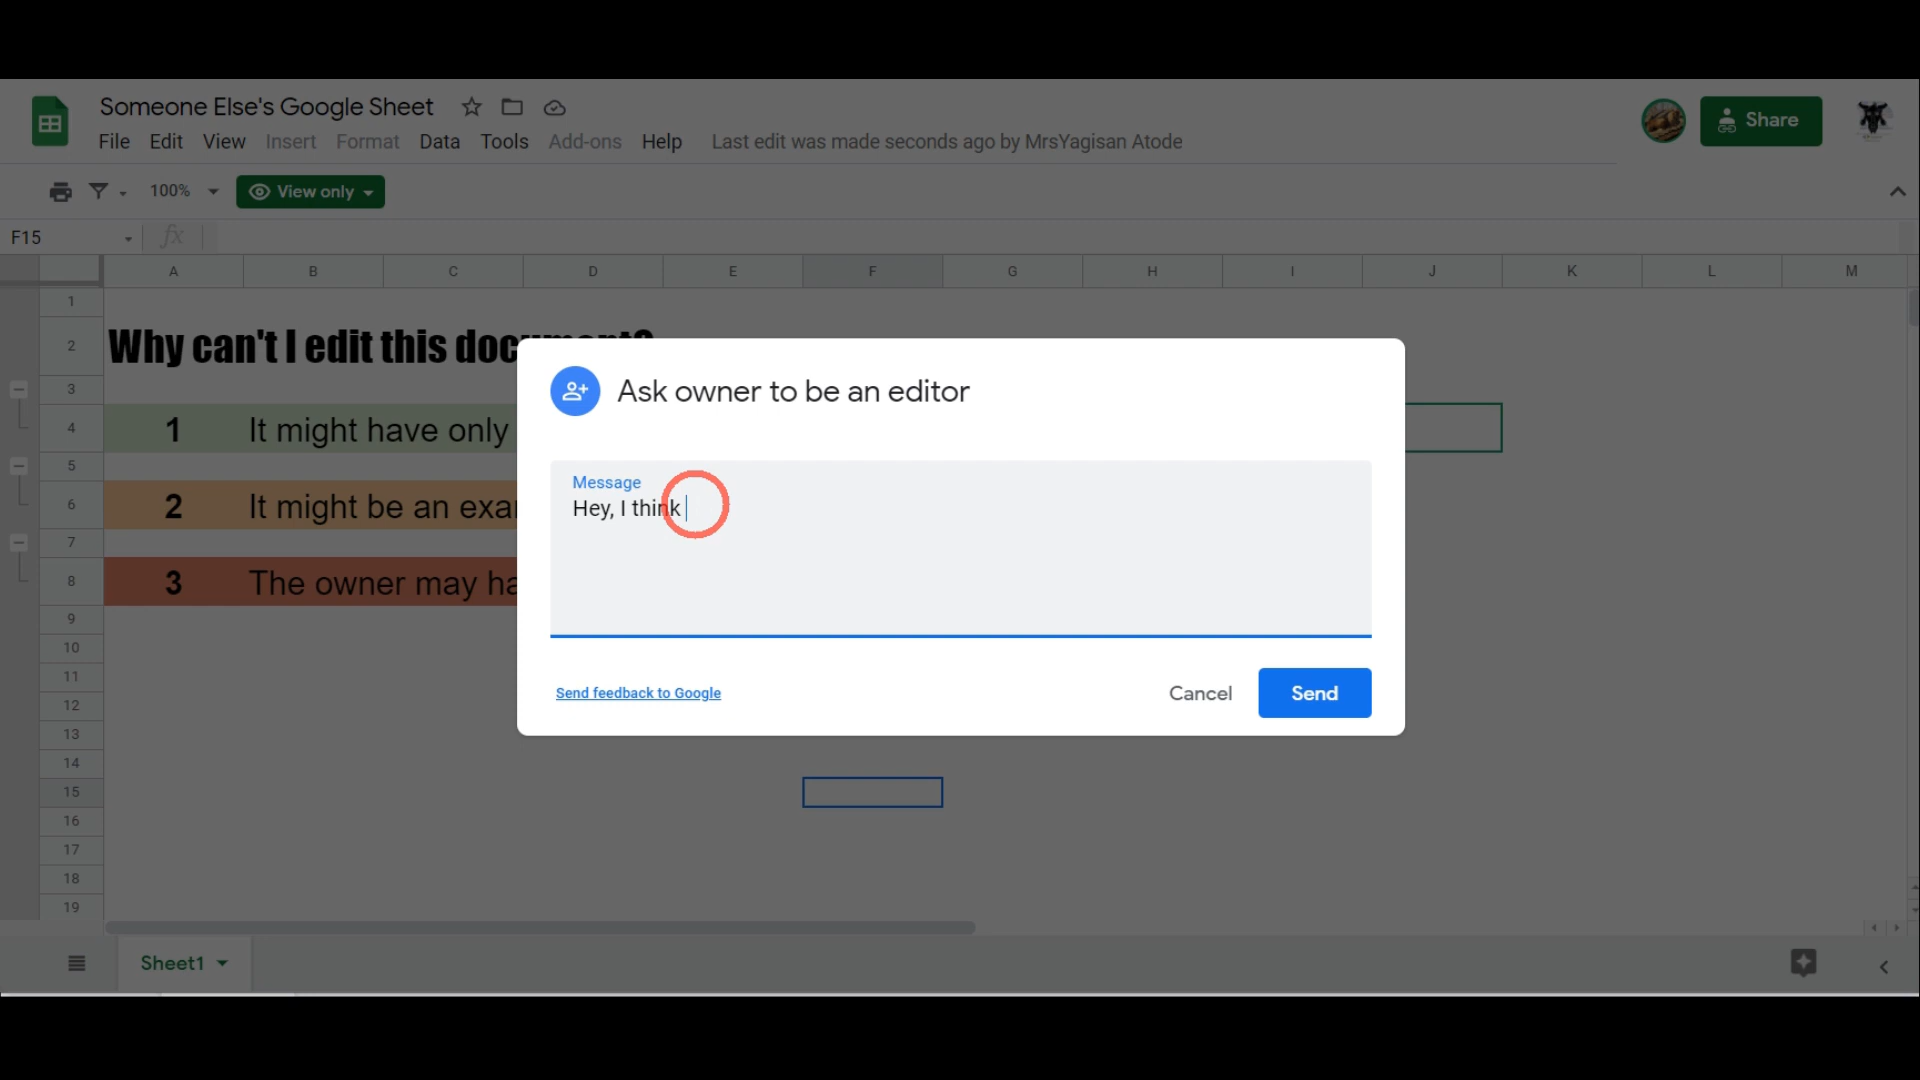 Someone Else's Google Sheet
File Edit View Insert Format Data Tools Add-ons Help Last edit was made seconds ago by MrsYagisan Atode
Share
100% View only
F15 fx
A B C D E F G H I J K L M
1
2 Why can't I edit this
3
4 1 It might have only
5
6 2 It might be an
7
8 3 The owner may
9
10
11
12
13
14
15
16
17
18
19
Ask owner to be an editor
Message
Hey, I think
Send feedback to Google Cancel Send
Sheet1